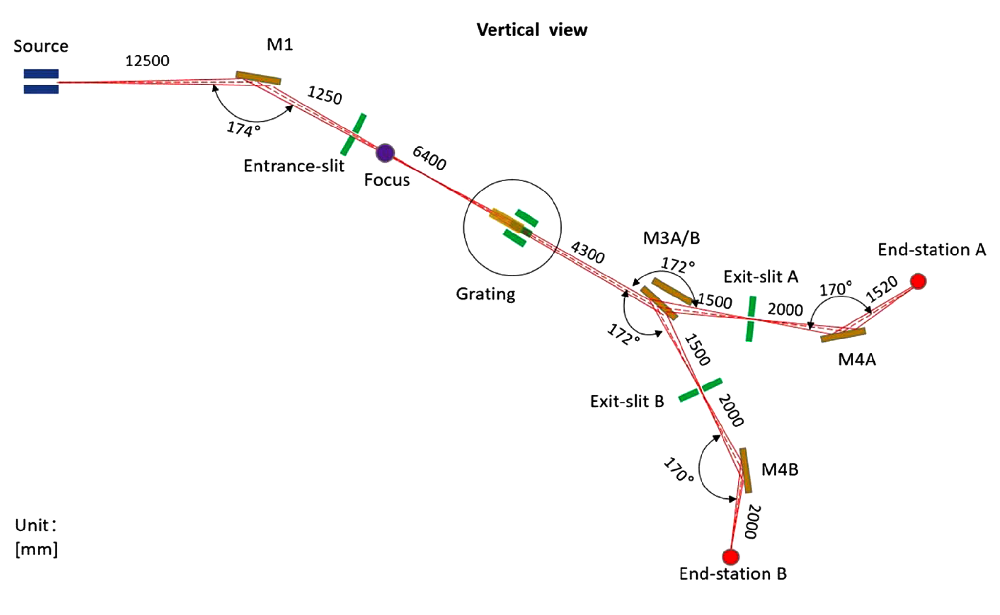 Vertical view
Source
M1
12500
1250
174°
Entrance-slit
Focus
6400
Grating
4300
M3A/B
172°
172°
1500
Exit-slit A
2000
170°
1520
End-station A
M4A
1500
Exit-slit B
2000
170°
M4B
2000
End-station B
Unit:
[mm]